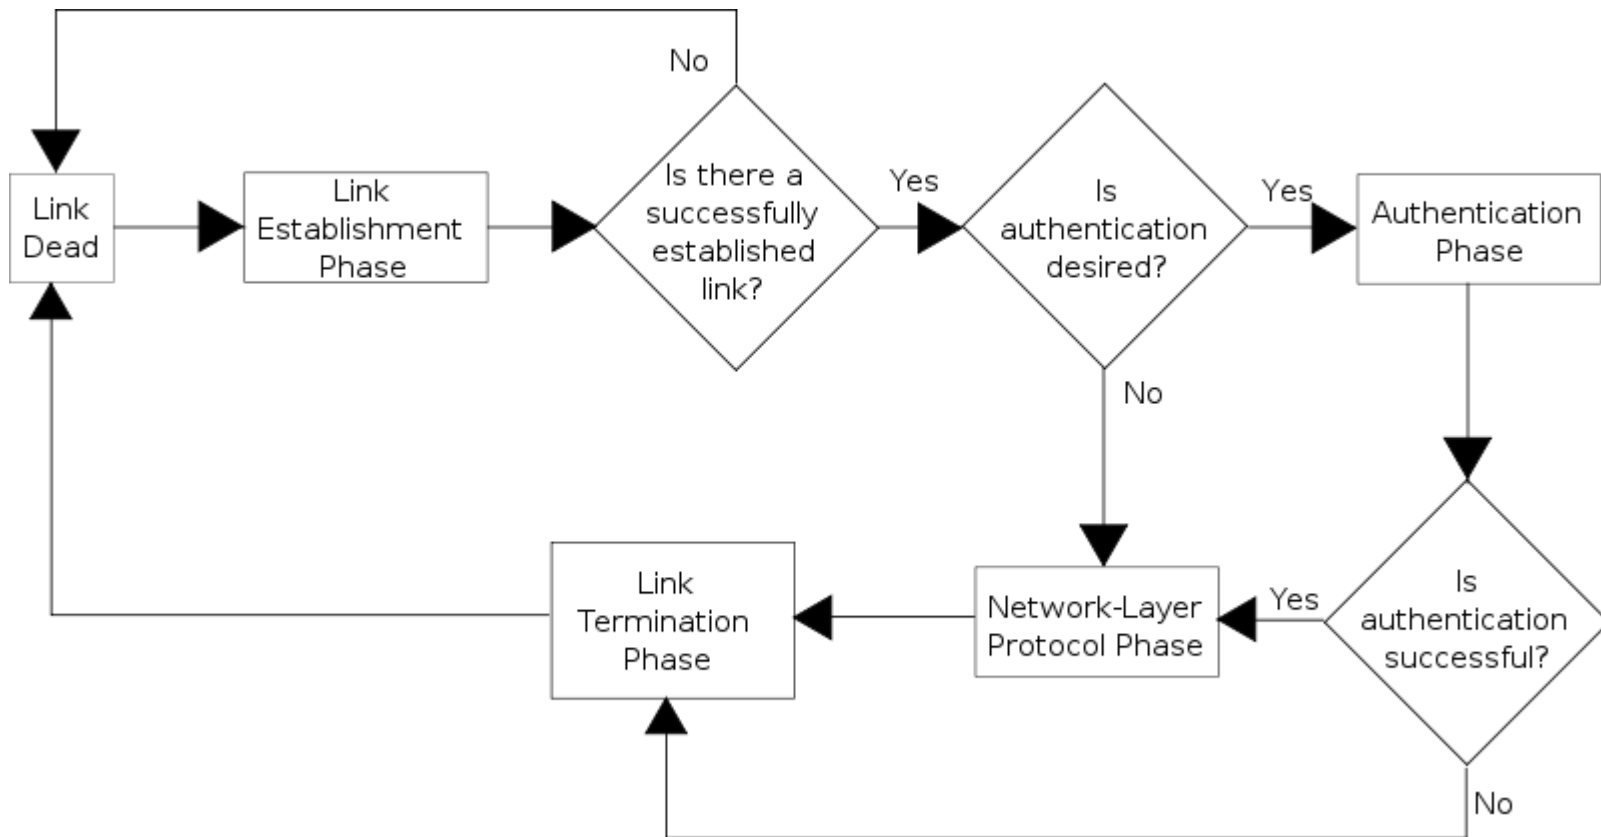 No
Link
Dead
Link
Establishment
Phase
Is there a
successfully
established
link?
Yes
Is
authentication
desired?
Yes
Authentication
Phase
No
Link
Termination
Phase
Network-Layer
Protocol Phase
Yes
Is
authentication
successful?
No